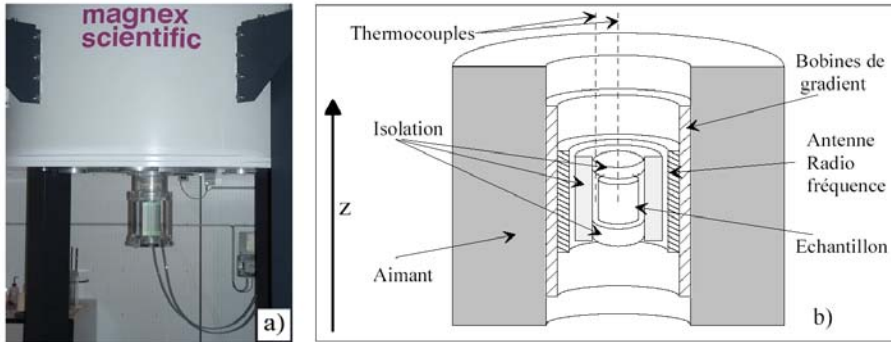 magnex
scientific
a)
Thermocouples
Bobines de
gradient
Isolation
Antenne
Radio
fréquence
Z
Echantillon
Aimant
b)